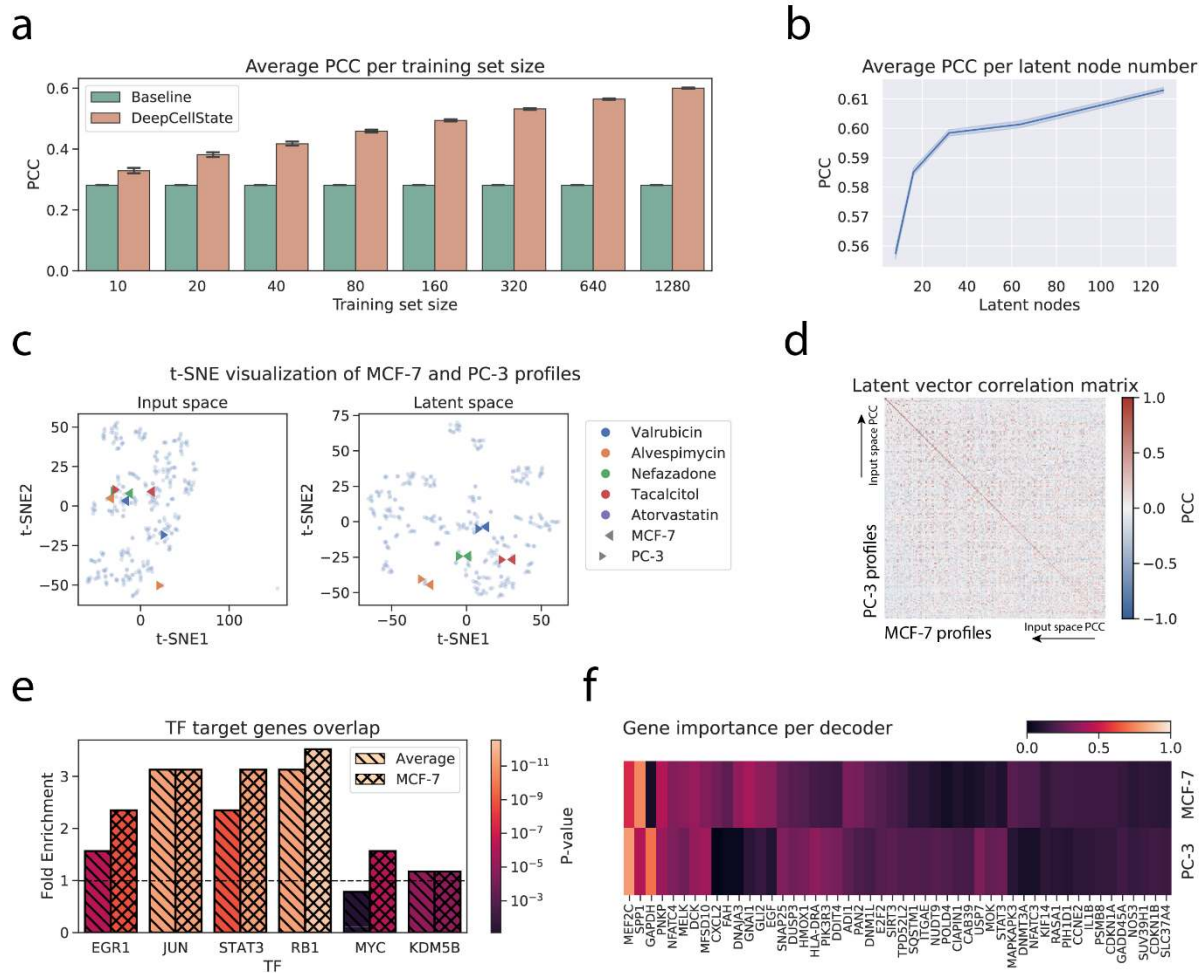 a
Average PCC per training set size
Baseline
DeepCellState
PCC
0.6
0.4
0.2
0.0
10 20 40 80 160 320 640 1280
Training set size
b
Average PCC per latent node number
PCC
0.61
0.60
0.59
0.58
0.57
0.56
20 40 60 80 100 120
Latent nodes
c
t-SNE visualization of MCF-7 and PC-3 profiles
Input space
t-SNE2
50
25
0
−25
−50
0 100
t-SNE1
Latent space
75
50
25
0
−25
−50
−50 0 50
t-SNE1
Valrubicin
Alvespimycin
Nefazadone
Tacalcitol
Atorvastatin
MCF-7
PC-3
d
Latent vector correlation matrix
Input space PCC
PC-3 profiles
MCF-7 profiles
Input space PCC
1.0
0.5
0.0
−0.5
−1.0
PCC
e
TF target genes overlap
Average
MCF-7
Fold Enrichment
3
2
1
0
EGR1 JUN STAT3 RB1 MYC KDM5B
TF
10⁻¹¹
10⁻⁹
10⁻⁷
10⁻⁵
10⁻³
P-value
f
Gene importance per decoder
0.0 0.5 1.0
MCF-7
PC-3
MEF2C
SPP1
GAPDH
PNKP
NFATC4
MELK
DCK
MFSD10
CXCL2
FAH
DNAJA3
GNAI1
GLI2
EGF
SNAP25
DUSP3
HMOX1
HLA-DRA
PIK3R3
DDIT4
ADI1
PAN2
DNM1L
E2F2
SIRT3
TPD52L2
SQSTM1
ITGAE
NUDT9
POLD4
CIAPIN1
CAB39
USP7
MOK
STAT3
MAPKAPK3
DNMT3A
NFATC3
KIF14
RASA1
PIH1D1
CCNE2
IL1B
PSMB8
CDKN1A
GADD45A
NOS3
SUV39H1
CDKN1B
SLC37A4